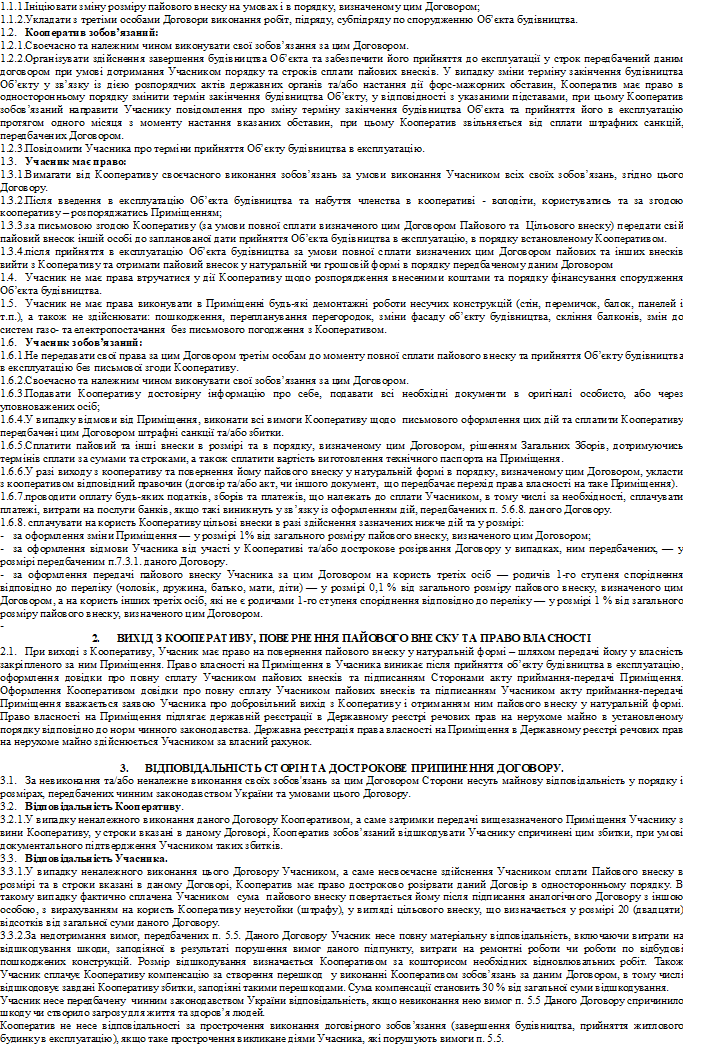 1.1.1.Ініціювати зміну розміру пайового внеску на умовах і в порядку, визначеному цим Договором;
1.1.2.Укладати з третіми особами Договори виконання робіт, підряду, субпідряду по спорудженню Об'єкта будівництва.
1.2. Кооператив зобов'язаний:
1.2.1.Своєчасно та належним чином виконувати свої зобов'язання за цим Договором.
1.2.2.Організувати здійснення завершення будівництва Об'єкта та забезпечити його прийняття до експлуатації у строк передбачений даним
договором при умові дотримання Учасником порядку та строків сплати пайових внесків. У випадку зміни терміну закінчення будівництва
Об'єкту у зв'язку із дією розпорядчих актів державних органів та/або настання дії форс-мажорних обставин, Кооператив має право в
односторонньому порядку змінити термін закінчення будівництва Об'єкту, у відповідності з указаними підставами, при цьому Кооператив
зобов'язаний направити Учаснику повідомлення про зміну терміну закінчення будівництва Об'єкта та прийняття його в експлуатацію
протягом одного місяця з моменту настання вказаних обставин, при цьому Кооператив звільняється від сплати штрафних санкцій,
передбачених Договором.
1.2.3.Повідомити Учасника про терміни прийняття Об'єкту будівництва в експлуатацію.
1.3. Учасник має право:
1.3.1.Вимагати від Кооперативу своєчасного виконання зобов'язань за умови виконання Учасником всіх своїх зобов'язань, згідно цього
Договору.
1.3.2.Після введення в експлуатацію Об'єкта будівництва та набуття членства в кооперативі - володіти, користуватись та за згодою
кооперативу – розпоряджатись Приміщенням;
1.3.3.за письмовою згодою Кооперативу (за умови повної сплати визначеного цим Договором Пайового та Цільового внеску) передати свій
пайовий внесок іншій особі до запланованої дати прийняття Об'єкта будівництва в експлуатацію, в порядку встановленому Кооперативом.
1.3.4.після прийняття в експлуатацію Об'єкта будівництва за умови повної сплати визначених цим Договором пайових та інших внесків
вийти з Кооперативу та отримати пайовий внесок у натуральній чи грошовій формі в порядку передбаченому даним Договором
1.4. Учасник не має права втручатися у дії Кооперативу щодо розпорядження внесеними коштами та порядку фінансування спорудження
Об'єкта будівництва.
1.5. Учасник не має права виконувати в Приміщенні будь-які демонтажні роботи несучих конструкцій (стін, перемичок, балок, панелей і
т.п.), а також не здійснювати: пошкодження, перепланування перегородок, зміни фасаду об'єкту будівництва, скління балконів, змін до
систем газо- та електропостачання без письмового погодження з Кооперативом.
1.6. Учасник зобов'язаний:
1.6.1.Не передавати свої права за цим Договором третім особам до моменту повної сплати пайового внеску та прийняття Об'єкту будівництва
в експлуатацію без письмової згоди Кооперативу.
1.6.2.Своєчасно та належним чином виконувати свої зобов'язання за цим Договором.
1.6.3.Подавати Кооперативу достовірну інформацію про себе, подавати всі необхідні документи в оригіналі особисто, або через
уповноважених осіб;
1.6.4.У випадку відмови від Приміщення, виконати всі вимоги Кооперативу щодо письмового оформлення цих дій та сплатити Кооперативу
передбачені цим Договором штрафні санкції та/або збитки.
1.6.5.Сплатити пайовий та інші внески в розмірі та в порядку, визначеному цим Договором, рішенням Загальних Зборів, дотримуючись
термінів сплати за сумами та строками, а також сплатити вартість виготовлення технічного паспорта на Приміщення.
1.6.6.У разі виходу з кооперативу та повернення йому пайового внеску у натуральній формі в порядку, визначеному цим Договором, укласти
з кооперативом відповідний правочин (договір та/або акт, чи іншого документ, що передбачає перехід права власності на таке Приміщення).
1.6.7.проводити оплату будь-яких податків, зборів та платежів, що належать до сплати Учасником, в тому числі за необхідності, сплачувати
платежі, витрати на послуги банків, якщо такі виникнуть у зв'язку із оформленням дій, передбачених п. 5.6.8. даного Договору.
1.6.8. сплачувати на користь Кооперативу цільові внески в разі здійснення зазначених нижче дій та у розмірі:
- за оформлення зміни Приміщення — у розмірі 1% від загального розміру пайового внеску, визначеним цим Договором;
- за оформлення відмови Учасника від участі у Кооперативі та/або дострокове розірвання Договору у випадках, ним передбачених, — у
розмірі передбаченим п.7.3.1. даного Договору.
- за оформлення передачі пайового внеску Учасника за цим Договором на користь третіх осіб — родичів 1-го ступеня споріднення
відповідно до переліку (чоловік, дружина, батько, мати, діти) — у розмірі 0,1 % від загального розміру пайового внеску, визначеним цим
Договором, а на користь інших третіх осіб, які не є родичами 1-го ступеня споріднення відповідно до переліку — у розмірі 1 % від загального
розміру пайового внеску, визначеним цим Договором.
-
2. ВИХІД З КООПЕРАТИВУ, ПОВЕРНЕННЯ ПАЙОВОГО ВНЕСКУ ТА ПРАВО ВЛАСНОСТІ
2.1. При виході з Кооперативу, Учасник має право на повернення пайового внеску у натуральній формі – шляхом передачі йому у власність
закріпленого за ним Приміщення. Право власності на Приміщення в Учасника виникає після прийняття об'єкту будівництва в експлуатацію,
оформлення довідки про повну сплату Учасником пайових внесків та підписанням Сторонами акту приймання-передачі Приміщення.
Оформлення Кооперативом довідки про повну сплату Учасником пайових внесків та підписанням Учасником акту приймання-передачі
Приміщення вважається заявою Учасника про добровільний вихід з Кооперативу і отриманням ним пайового внеску у натуральній формі.
Право власності на Приміщення підлягає державній реєстрації в Державному реєстрі речових прав на нерухоме майно в установленому
порядку відповідно до норм чинного законодавства. Державна реєстрація права власності на Приміщення в Державному реєстрі речових прав
на нерухоме майно здійснюється Учасником за власний рахунок.
3. ВІДПОВІДАЛЬНІСТЬ СТОРІН ТА ДОСТРОКОВЕ ПРИПИНЕННЯ ДОГОВОРУ.
3.1. За невиконання та/або неналежне виконання своїх зобов'язань за цим Договором Сторони несуть майнову відповідальність у порядку і
розмірах, передбачених чинним законодавством України та умовами цього Договору.
3.2. Відповідальність Кооперативу.
3.2.1.У випадку неналежного виконання даного Договору Кооперативом, а саме затримки передачі вищезазначеного Приміщення Учаснику з
вини Кооперативу, у строки вказані в даному Договорі, Кооператив зобов'язаний відшкодувати Учаснику спричинені цим збитки, при умові
документального підтвердження Учасником таких збитків.
3.3. Відповідальність Учасника.
3.3.1.У випадку неналежного виконання цього Договору Учасником, а саме несвоєчасне здійснення Учасником сплати Пайового внеску в
розмірі та в строки вказані в даному Договорі, Кооператив має право достроково розірвати даний Договір в односторонньому порядку. В
такому випадку фактично сплачена Учасником сума пайового внеску повертається йому після підписання аналогічного Договору з іншою
особою, з вирахуванням на користь Кооперативу неустойки (штрафу), у вигляді цільового внеску, що визначається у розмірі 20 (двадцяти)
відсотків від загальної суми даного Договору.
3.3.2.За недотримання вимог, передбачених п. 5.5. Даного Договору Учасник несе повну матеріальну відповідальність, включаючи витрати на
відшкодування шкоди, заподіяної в результаті порушення вимог даного підпункту, витрати на ремонтні роботи чи роботи по відбудові
пошкоджених конструкцій. Розмір відшкодування визначається Кооперативом за кошторисом необхідних відновлювальних робіт. Також
Учасник сплачує Кооперативу компенсацію за створення перешкод у виконанні Кооперативом зобов'язань за даним Договором, в тому числі
відшкодовує завдані Кооперативу збитки, заподіяні такими перешкодами. Сума компенсації становить 30 % від загальної суми відшкодування.
Учасник несе передбачену чинним законодавством України відповідальність, якщо невиконання нею вимог п. 5.5 Даного Договору спричинило
шкоду чи створило загрозу для життя та здоров'я людей.
Кооператив не несе відповідальності за прострочення виконання договірного зобов'язання (завершення будівництва, прийняття житлового
будинку в експлуатацію), якщо таке прострочення викликане діями Учасника, які порушують вимоги п. 5.5.